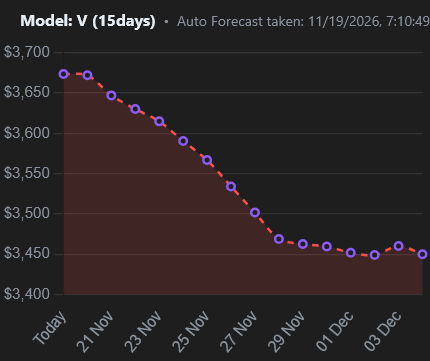 Model: V (15days) • Auto Forecast taken: 11/19/2026, 7:10:49
$3,700
$3,650
$3,600
$3,550
$3,500
$3,450
$3,400
Today
21 Nov
23 Nov
25 Nov
27 Nov
29 Nov
01 Dec
03 Dec